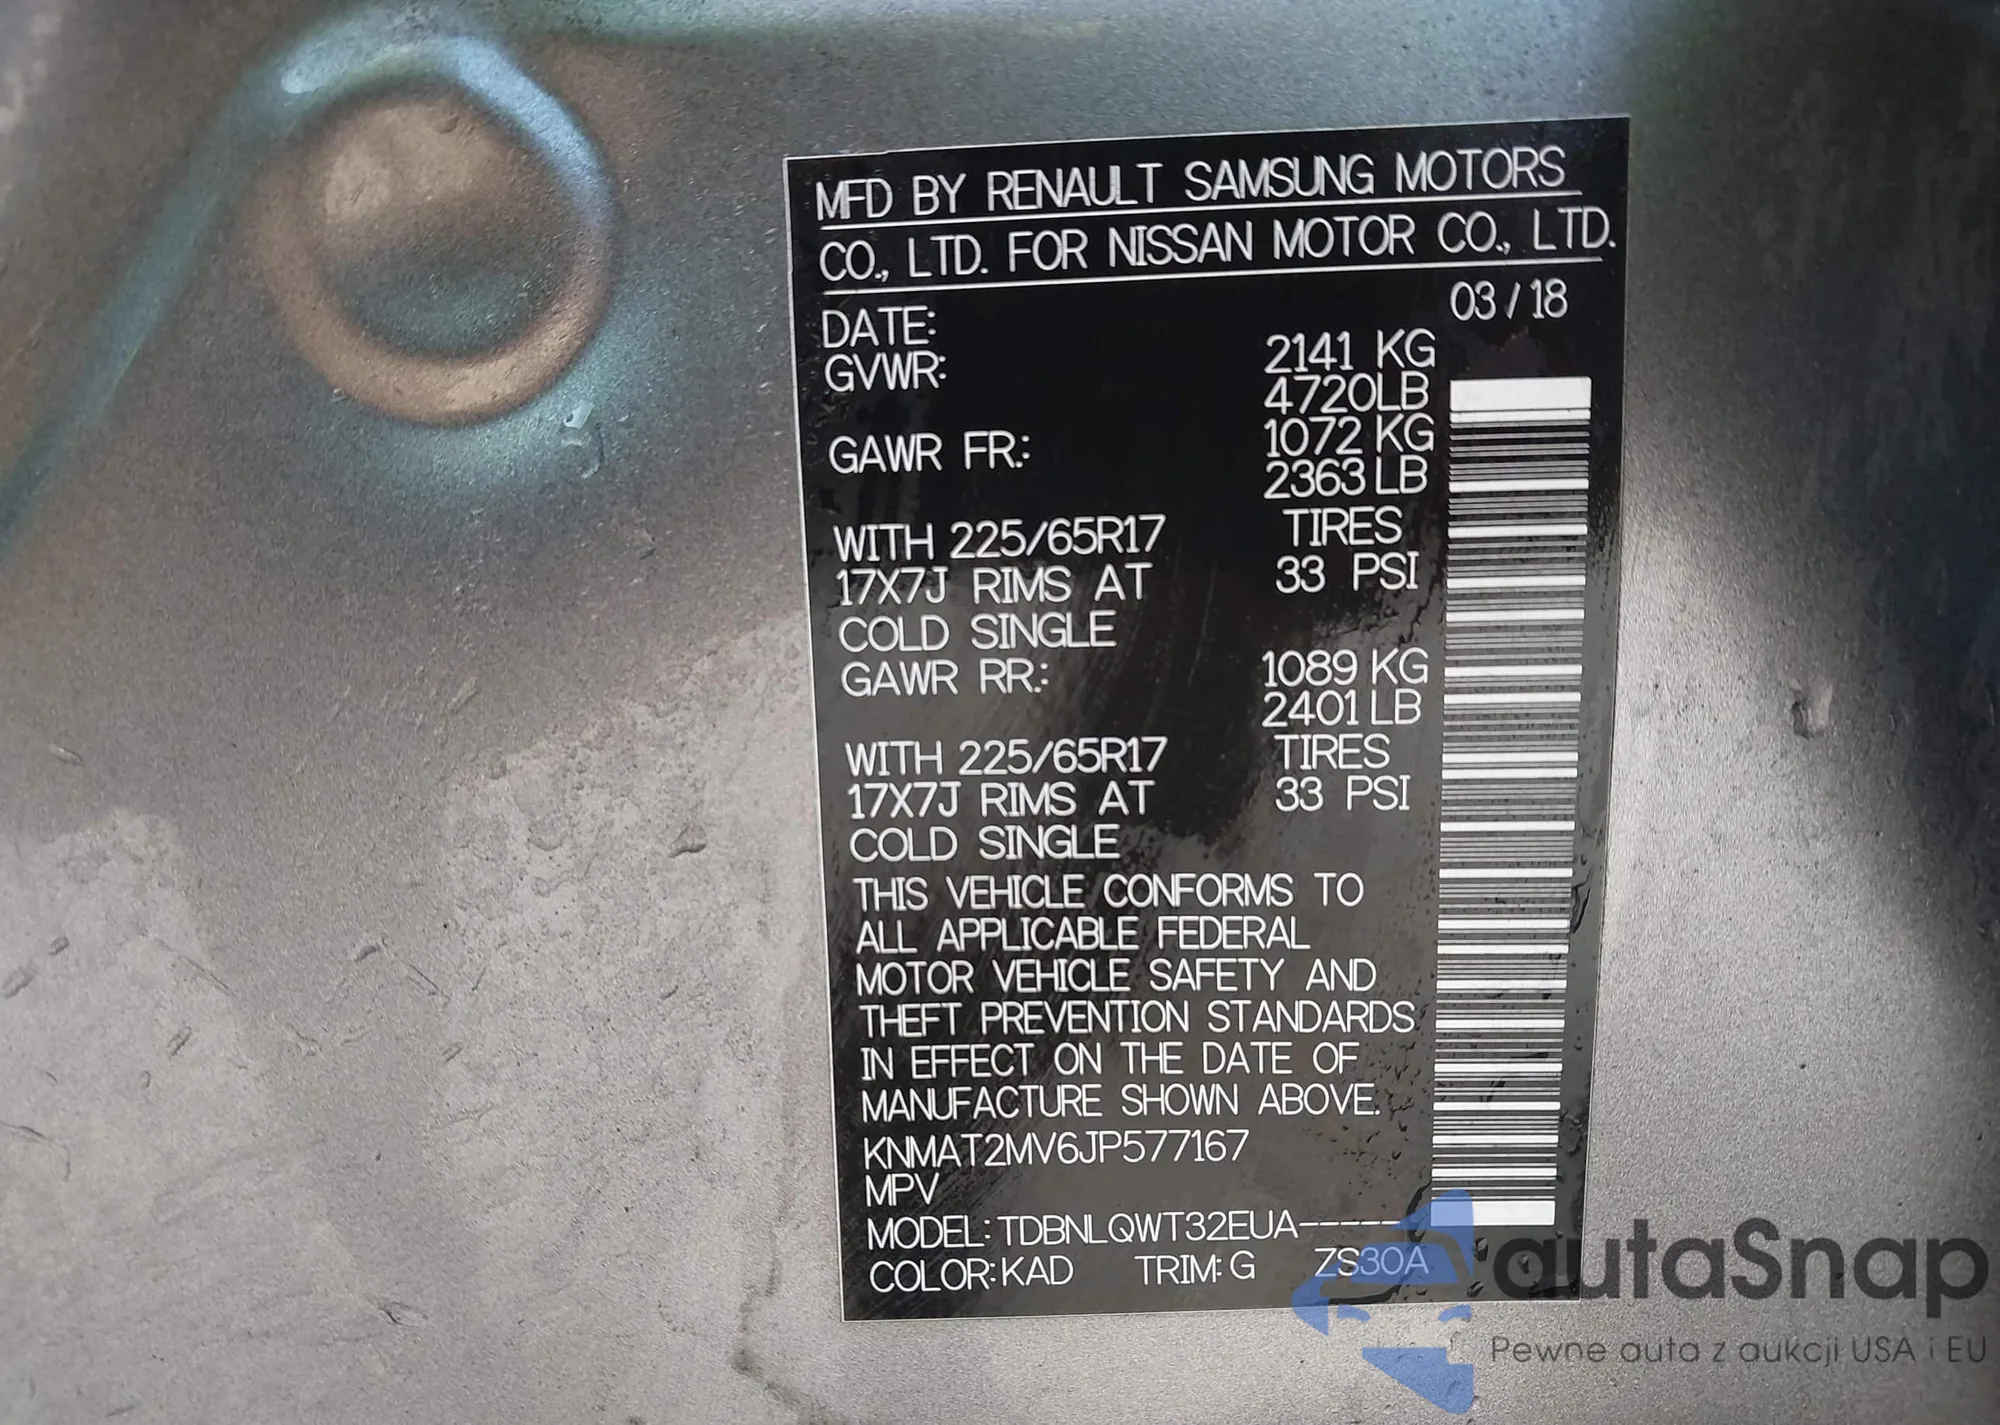 MFD BY RENAULT SAMSUNG MOTORS
CO., LTD. FOR NISSAN MOTOR CO., LTD.
DATE: 03 / 18
GVWR: 2141 KG
4720LB
GAWR FR.: 1072 KG
2363 LB
WITH 225/65R17 TIRES
17X7J RIMS AT 33 PSI
COLD SINGLE
GAWR RR.: 1089 KG
2401 LB
WITH 225/65R17 TIRES
17X7J RIMS AT 33 PSI
COLD SINGLE
THIS VEHICLE CONFORMS TO
ALL APPLICABLE FEDERAL
MOTOR VEHICLE SAFETY AND
THEFT PREVENTION STANDARDS
IN EFFECT ON THE DATE OF
MANUFACTURE SHOWN ABOVE.
KNMAT2MV6JP577167
MPV
MODEL: TDBNLQWT32EUA-----
COLOR: KAD TRIM: G ZS30A
autaSnap
Pewne auta z aukcji USA i EU